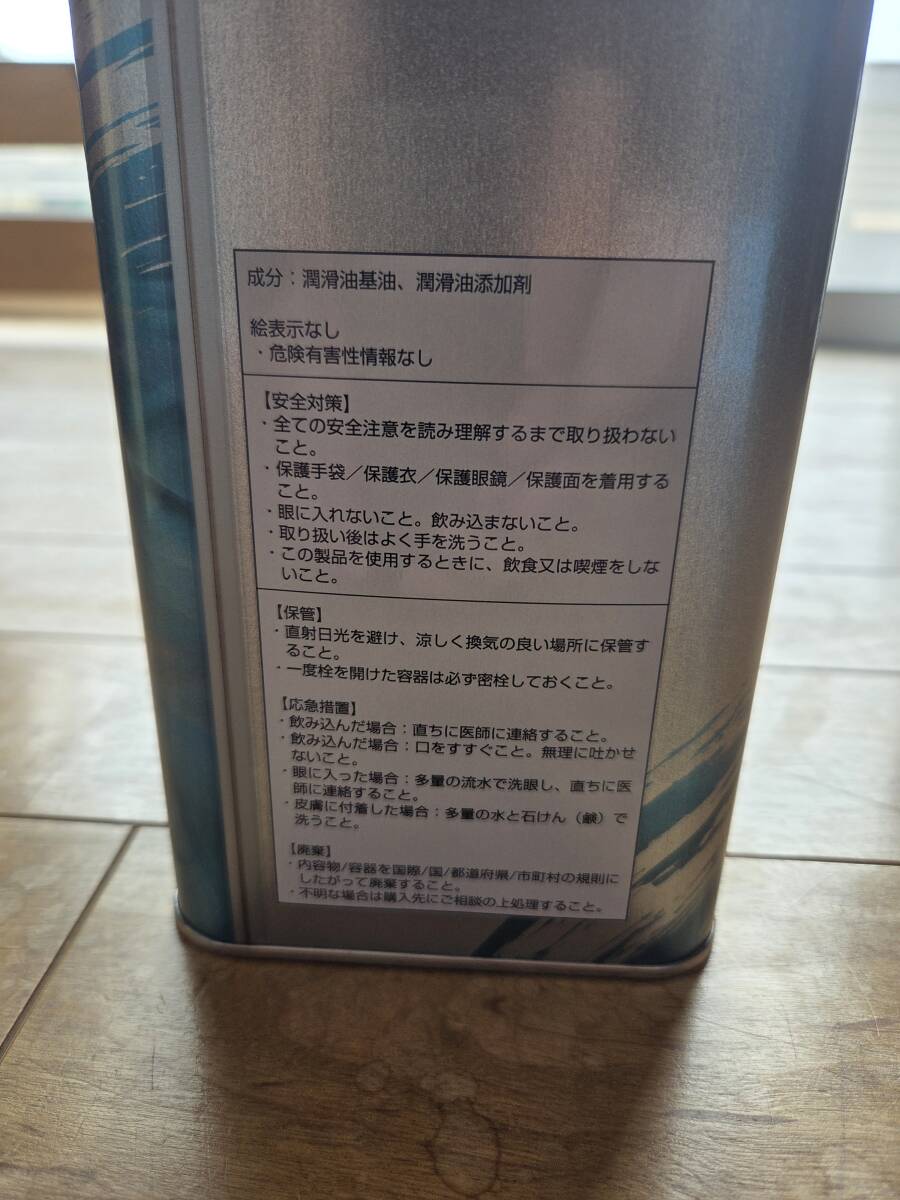 成分：潤滑油基油、潤滑油添加剤
絵表示なし
・危険有害性情報なし
【安全対策】
・全ての安全注意を読み理解するまで取り扱わない
こと。
・保護手袋／保護衣／保護眼鏡／保護面を着用する
こと。
・眼に入れないこと。飲み込まないこと。
・取り扱い後はよく手を洗うこと。
・この製品を使用するときに、飲食又は喫煙をしな
いこと。
【保管】
・直射日光を避け、涼しく換気の良い場所に保管す
ること。
・一度栓を開けた容器は必ず密栓しておくこと。
【応急措置】
・飲み込んだ場合：直ちに医師に連絡すること。
・飲み込んだ場合：口をすすぐこと。無理に吐かせ
ないこと。
・眼に入った場合：多量の流水で洗眼し、直ちに医
師に連絡すること。
・皮膚に付着した場合：多量の水と石けん（鹸）で
洗うこと。
【廃棄】
・内容物/容器を国際/国/都道府県/市町村の規則に
したがって廃棄すること。
・不明な場合は購入先にご相談の上処理すること。